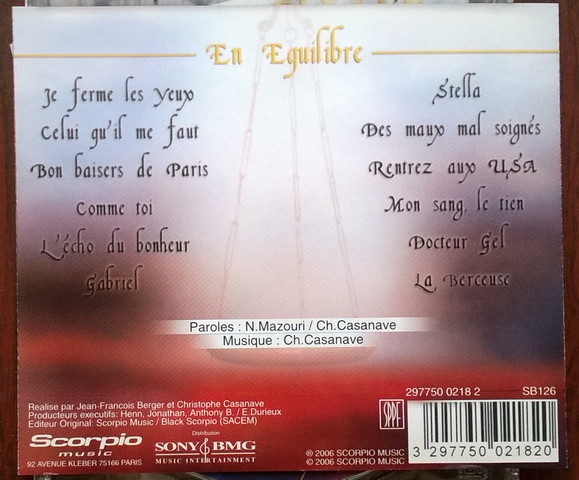 En Equilibre
Je ferme les yeux
Celui qu'il me faut
Bon baisers de Paris
Comme toi
L'écho du bonheur
Gabriel
Stella
Des maux mal soignés
Rentrez aux USA
Mon sang, le tien
Docteur Gel
La Berceuse
Paroles : N.Mazouri / Ch.Casanave
Musique : Ch.Casanave
Realise par Jean-Francois Berger et Christophe Casanave
Producteurs executifs: Henn, Jonathan, Anthony B. / E.Durieux
Editeur Original: Scorpio Music / Black Scorpio (SACEM)
Scorpio
music
92 AVENUE KLEBER 75166 PARIS
Distribution
SONY BMG
MUSIC ENTERTAINMENT
℗ 2006 SCORPIO MUSIC
© 2006 SCORPIO MUSIC
SPPF
297750 0218 2
SB126
3 297750 021820